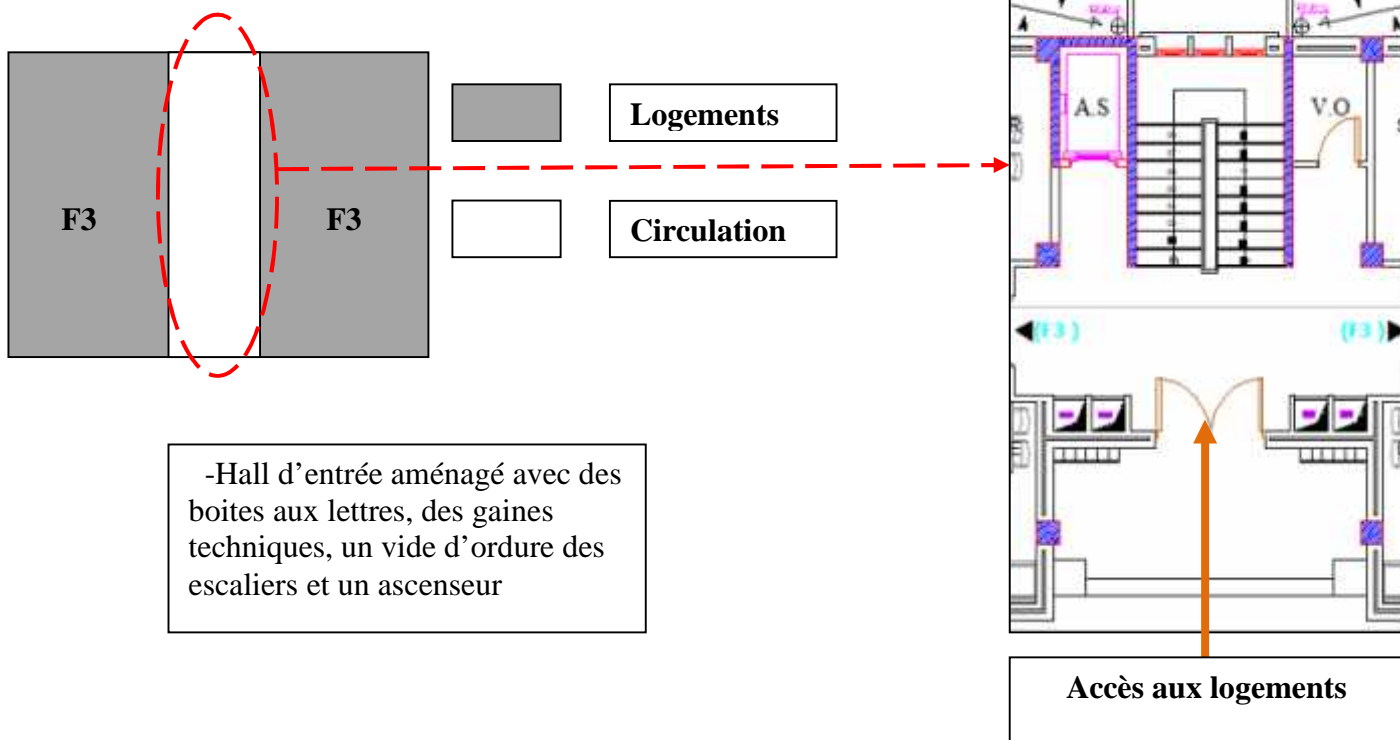 F3
F3
Logements
Circulation
-Hall d’entrée aménagé avec des
boites aux lettres, des gaines
techniques, un vide d’ordure des
escaliers et un ascenseur
A.S
V.O
(F3)
(F3)
Accès aux logements